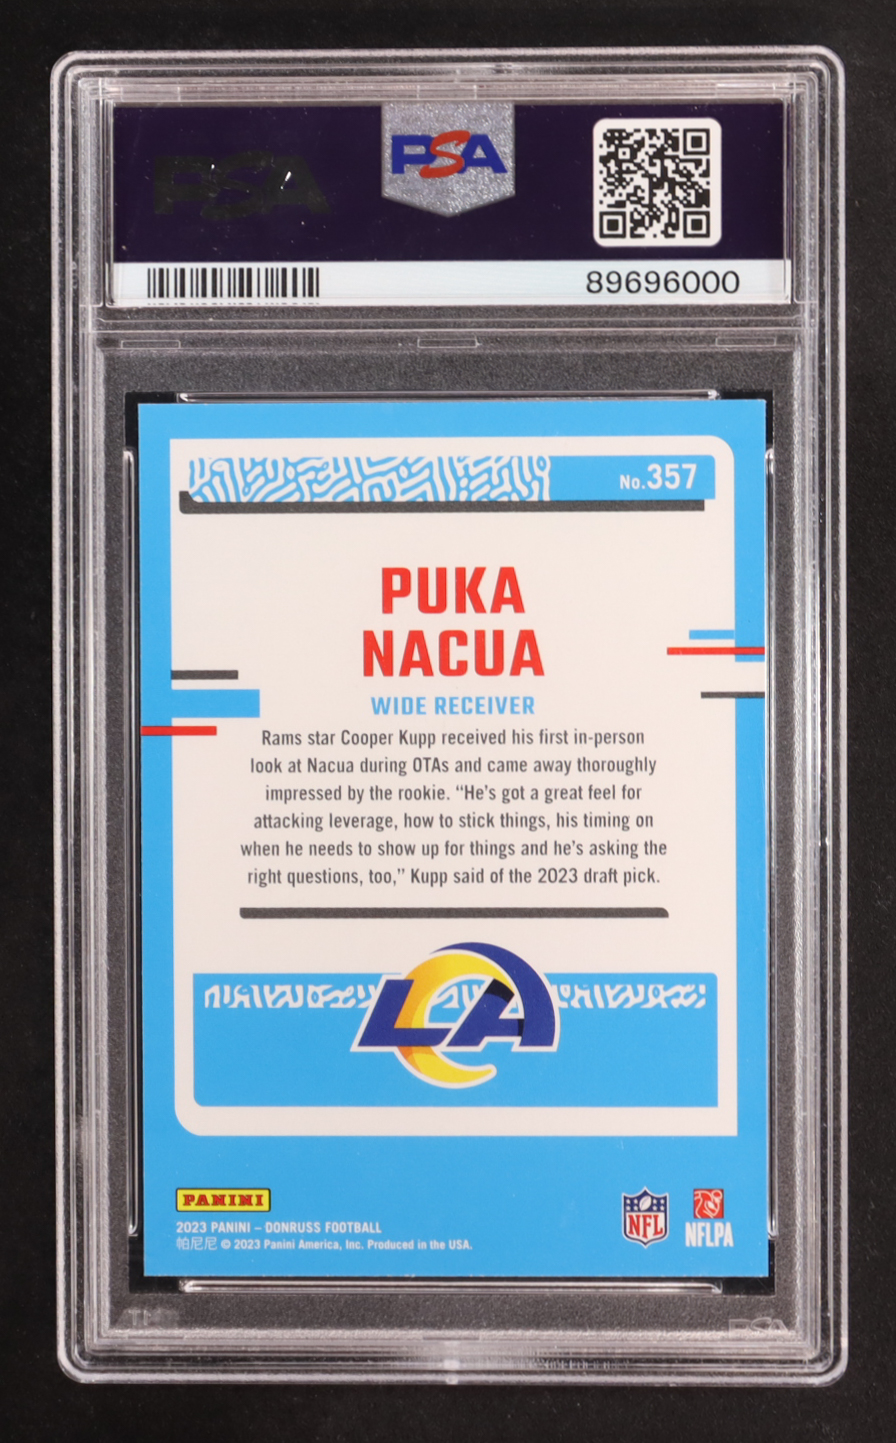 PSA
PSA
89696000
No.357
PUKA
NACUA
WIDE RECEIVER
Rams star Cooper Kupp received his first in-person
look at Nacua during OTAs and came away thoroughly
impressed by the rookie. “He’s got a great feel for
attacking leverage, how to stick things, his timing on
when he needs to show up for things and he’s asking the
right questions, too,” Kupp said of the 2023 draft pick.
LA
PANINI
2023 PANINI – DONRUSS FOOTBALL
帕尼尼 © 2023 Panini America, Inc. Produced in the USA.
NFL
NFLPA
PSA